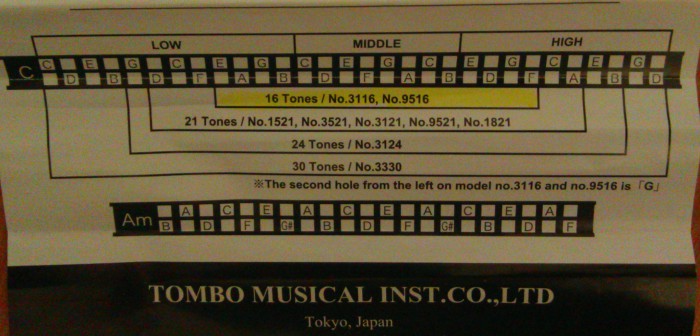 LOW MIDDLE HIGH
C E G C E G C E G C E G C E G
C
D B D F A B D F A B D F A B D
16 Tones / No.3116, No.9516
21 Tones / No.1521, No.3521, No.3121, No.9521, No.1821
24 Tones / No.3124
30 Tones / No.3330
※The second hole from the left on model no.3116 and no.9516 is「G」
A C E A C E A C E A
Am
B D F G# B D F G# B D F
TOMBO MUSICAL INST.CO.,LTD
Tokyo, Japan